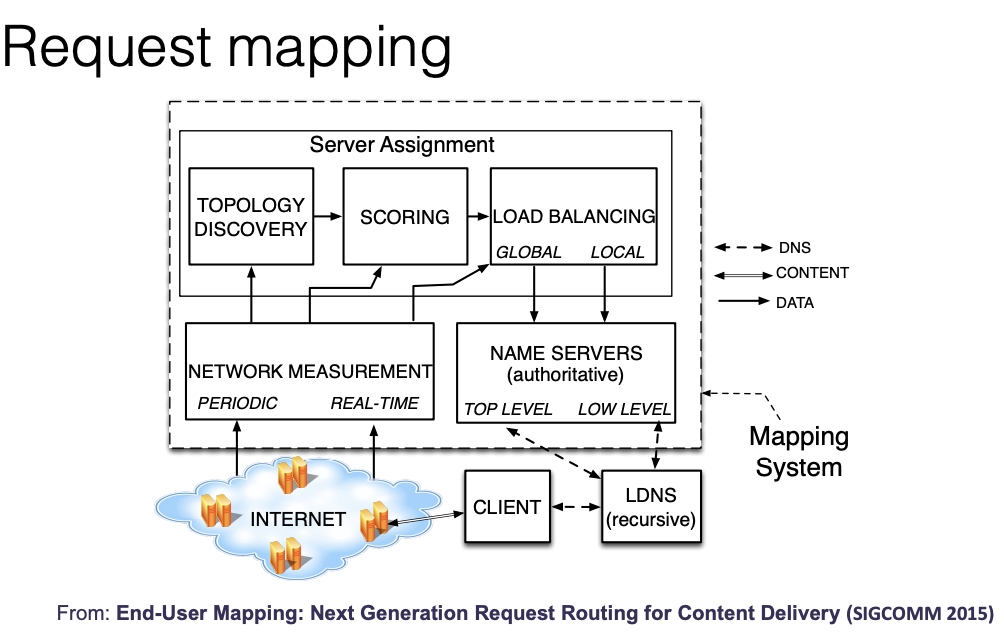 Request mapping
Server Assignment
TOPOLOGY
DISCOVERY
SCORING
LOAD BALANCING
GLOBAL LOCAL
DNS
CONTENT
DATA
NETWORK MEASUREMENT
PERIODIC REAL-TIME
NAME SERVERS
(authoritative)
TOP LEVEL LOW LEVEL
Mapping
System
INTERNET
CLIENT
LDNS
(recursive)
From: End-User Mapping: Next Generation Request Routing for Content Delivery (SIGCOMM 2015)